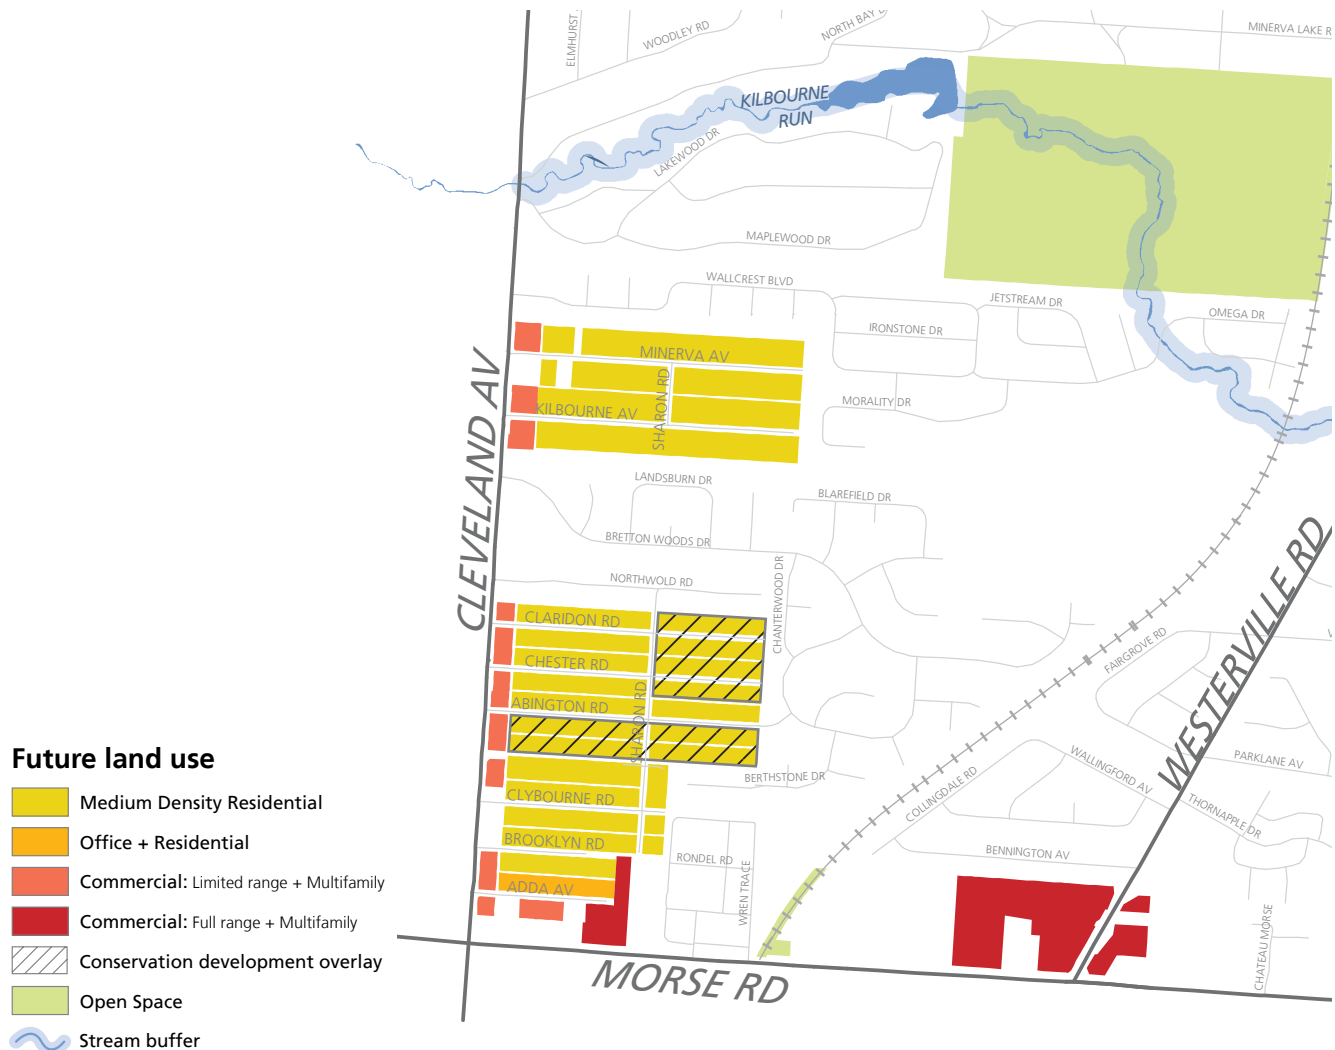 ELMHURST
WOODLEY RD
NORTH BAY
MINERVA LAKE R
KILBOURNE
RUN
LAKEWOOD DR
MAPLEWOOD DR
WALLCREST BLVD
JETSTREAM DR
OMEGA DR
IRONSTONE DR
MINERVA AV
SHARON RD
KILBOURNE AV
MORALITY DR
CLEVELAND AV
LANDSBURN DR
BLAREFIELD DR
BRETTON WOODS DR
NORTHWOLD RD
CHANTERWOOD DR
CLARIDON RD
CHESTER RD
ABINGTON RD
SHARON RD
FAIRGROVE RD
WESTERVILLE RD
WALLINGFORD AV
PARKLANE AV
BERTHSTONE DR
COLLINGDALE RD
THORNAPPLE DR
CLYBOURNE RD
BROOKLYN RD
RONDEL RD
BENNINGTON AV
ADDA AV
WREN TRACE
CHATEAU MORSE
MORSE RD
Future land use
Medium Density Residential
Office + Residential
Commercial: Limited range + Multifamily
Commercial: Full range + Multifamily
Conservation development overlay
Open Space
Stream buffer